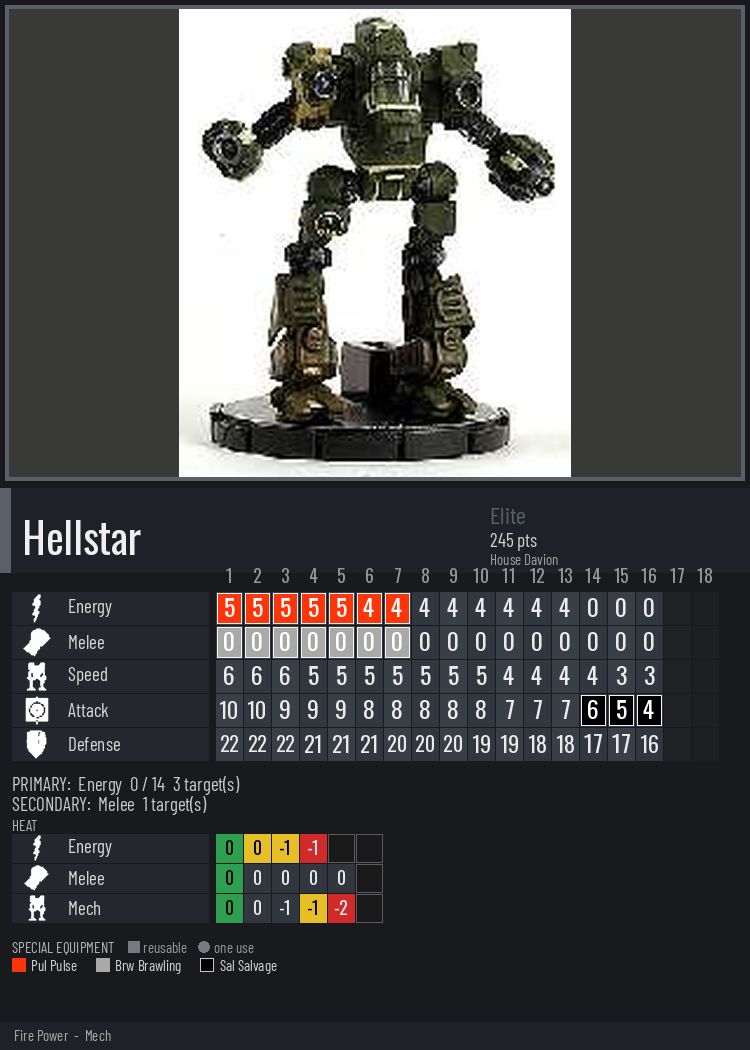 Hellstar
Elite
245 pts
House Davion
1 2 3 4 5 6 7 8 9 10 11 12 13 14 15 16 17 18
Energy 5 5 5 5 5 4 4 4 4 4 4 4 4 0 0 0
Melee 0 0 0 0 0 0 0 0 0 0 0 0 0 0 0 0
Speed 6 6 6 5 5 5 5 5 5 5 4 4 4 4 3 3
Attack 10 10 9 9 9 8 8 8 8 8 7 7 7 6 5 4
Defense 22 22 22 21 21 21 20 20 20 19 19 18 18 17 17 16
PRIMARY: Energy 0 / 14 3 target(s)
SECONDARY: Melee 1 target(s)
HEAT
Energy 0 0 -1 -1
Melee 0 0 0 0 0
Mech 0 0 -1 -1 -2
SPECIAL EQUIPMENT reusable one use
Pul Pulse Brw Brawling Sal Salvage
Fire Power - Mech